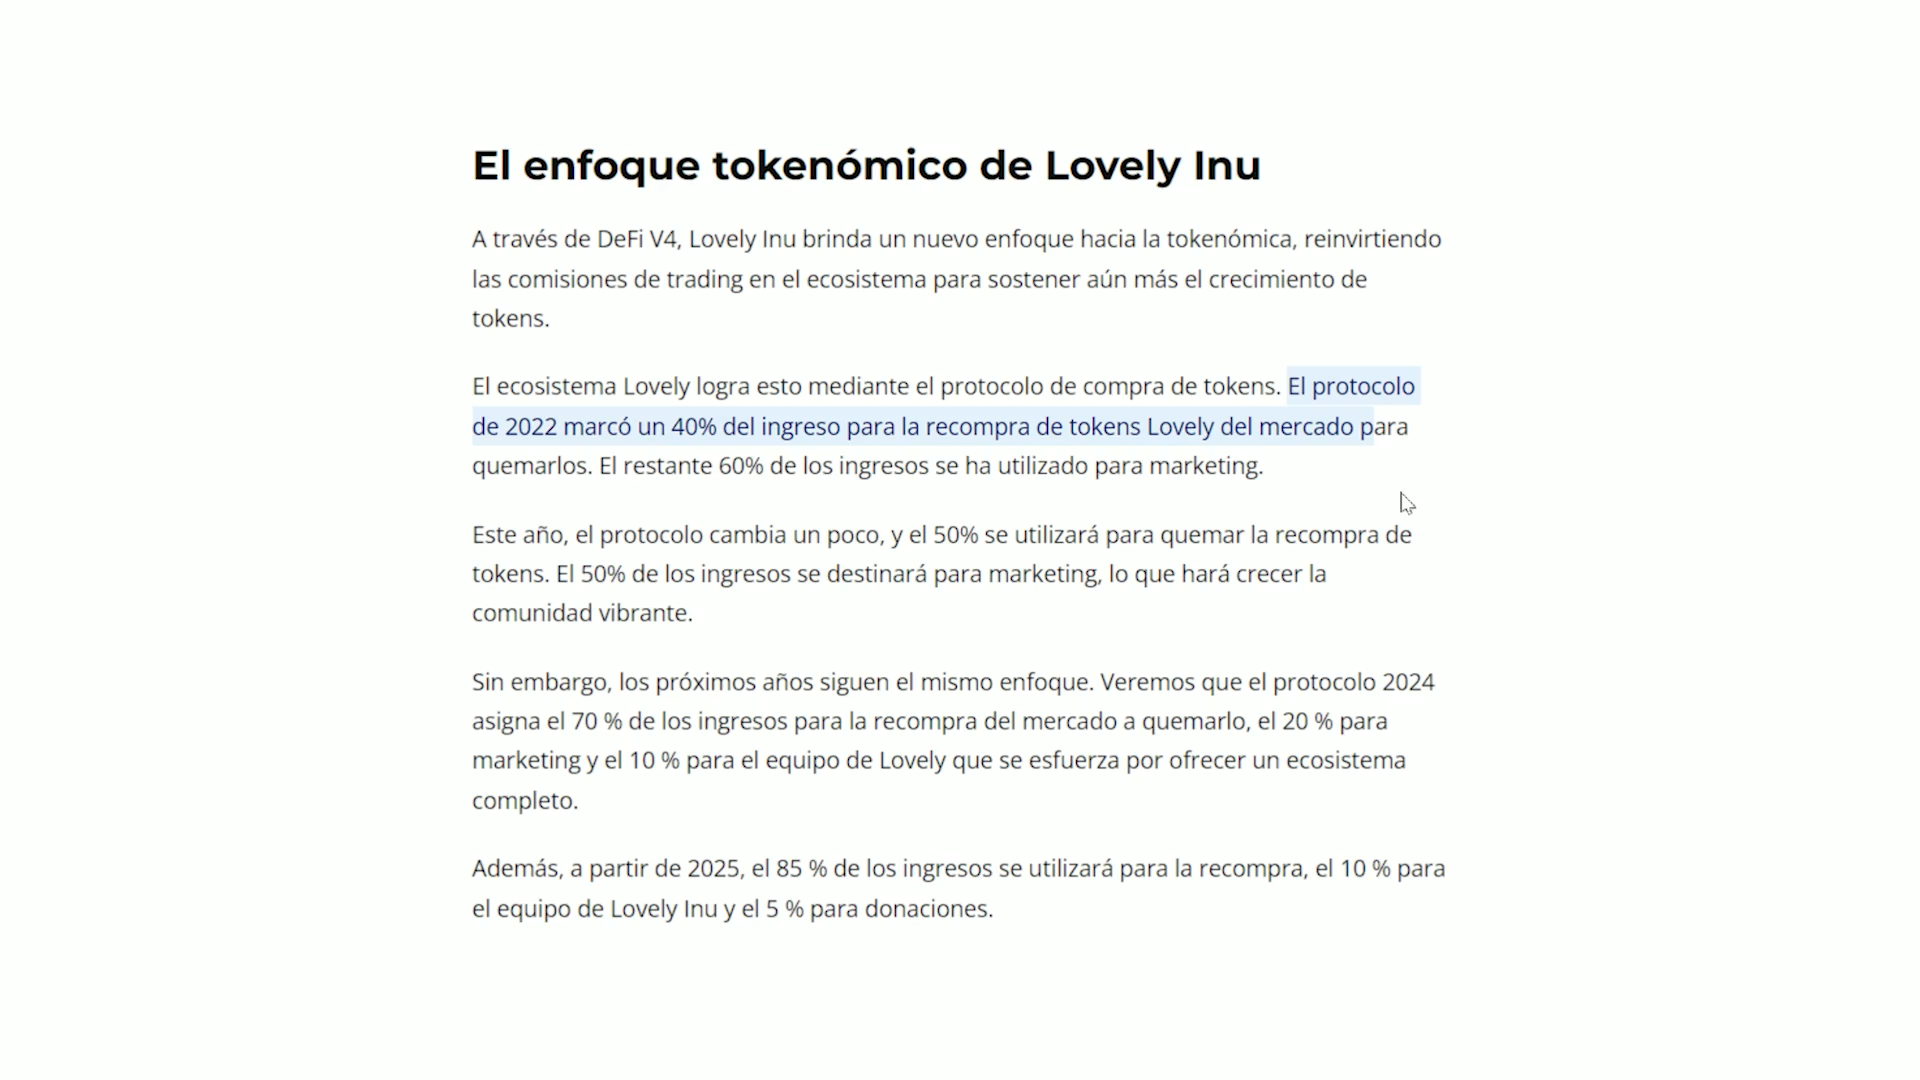 El enfoque tokenómico de Lovely Inu
A través de DeFi V4, Lovely Inu brinda un nuevo enfoque hacia la tokenómica, reinvirtiendo
las comisiones de trading en el ecosistema para sostener aún más el crecimiento de
tokens.
El ecosistema Lovely logra esto mediante el protocolo de compra de tokens. El protocolo
de 2022 marcó un 40% del ingreso para la recompra de tokens Lovely del mercado para
quemarlos. El restante 60% de los ingresos se ha utilizado para marketing.
Este año, el protocolo cambia un poco, y el 50% se utilizará para quemar la recompra de
tokens. El 50% de los ingresos se destinará para marketing, lo que hará crecer la
comunidad vibrante.
Sin embargo, los próximos años siguen el mismo enfoque. Veremos que el protocolo 2024
asigna el 70 % de los ingresos para la recompra del mercado a quemarlo, el 20 % para
marketing y el 10 % para el equipo de Lovely que se esfuerza por ofrecer un ecosistema
completo.
Además, a partir de 2025, el 85 % de los ingresos se utilizará para la recompra, el 10 % para
el equipo de Lovely Inu y el 5 % para donaciones.